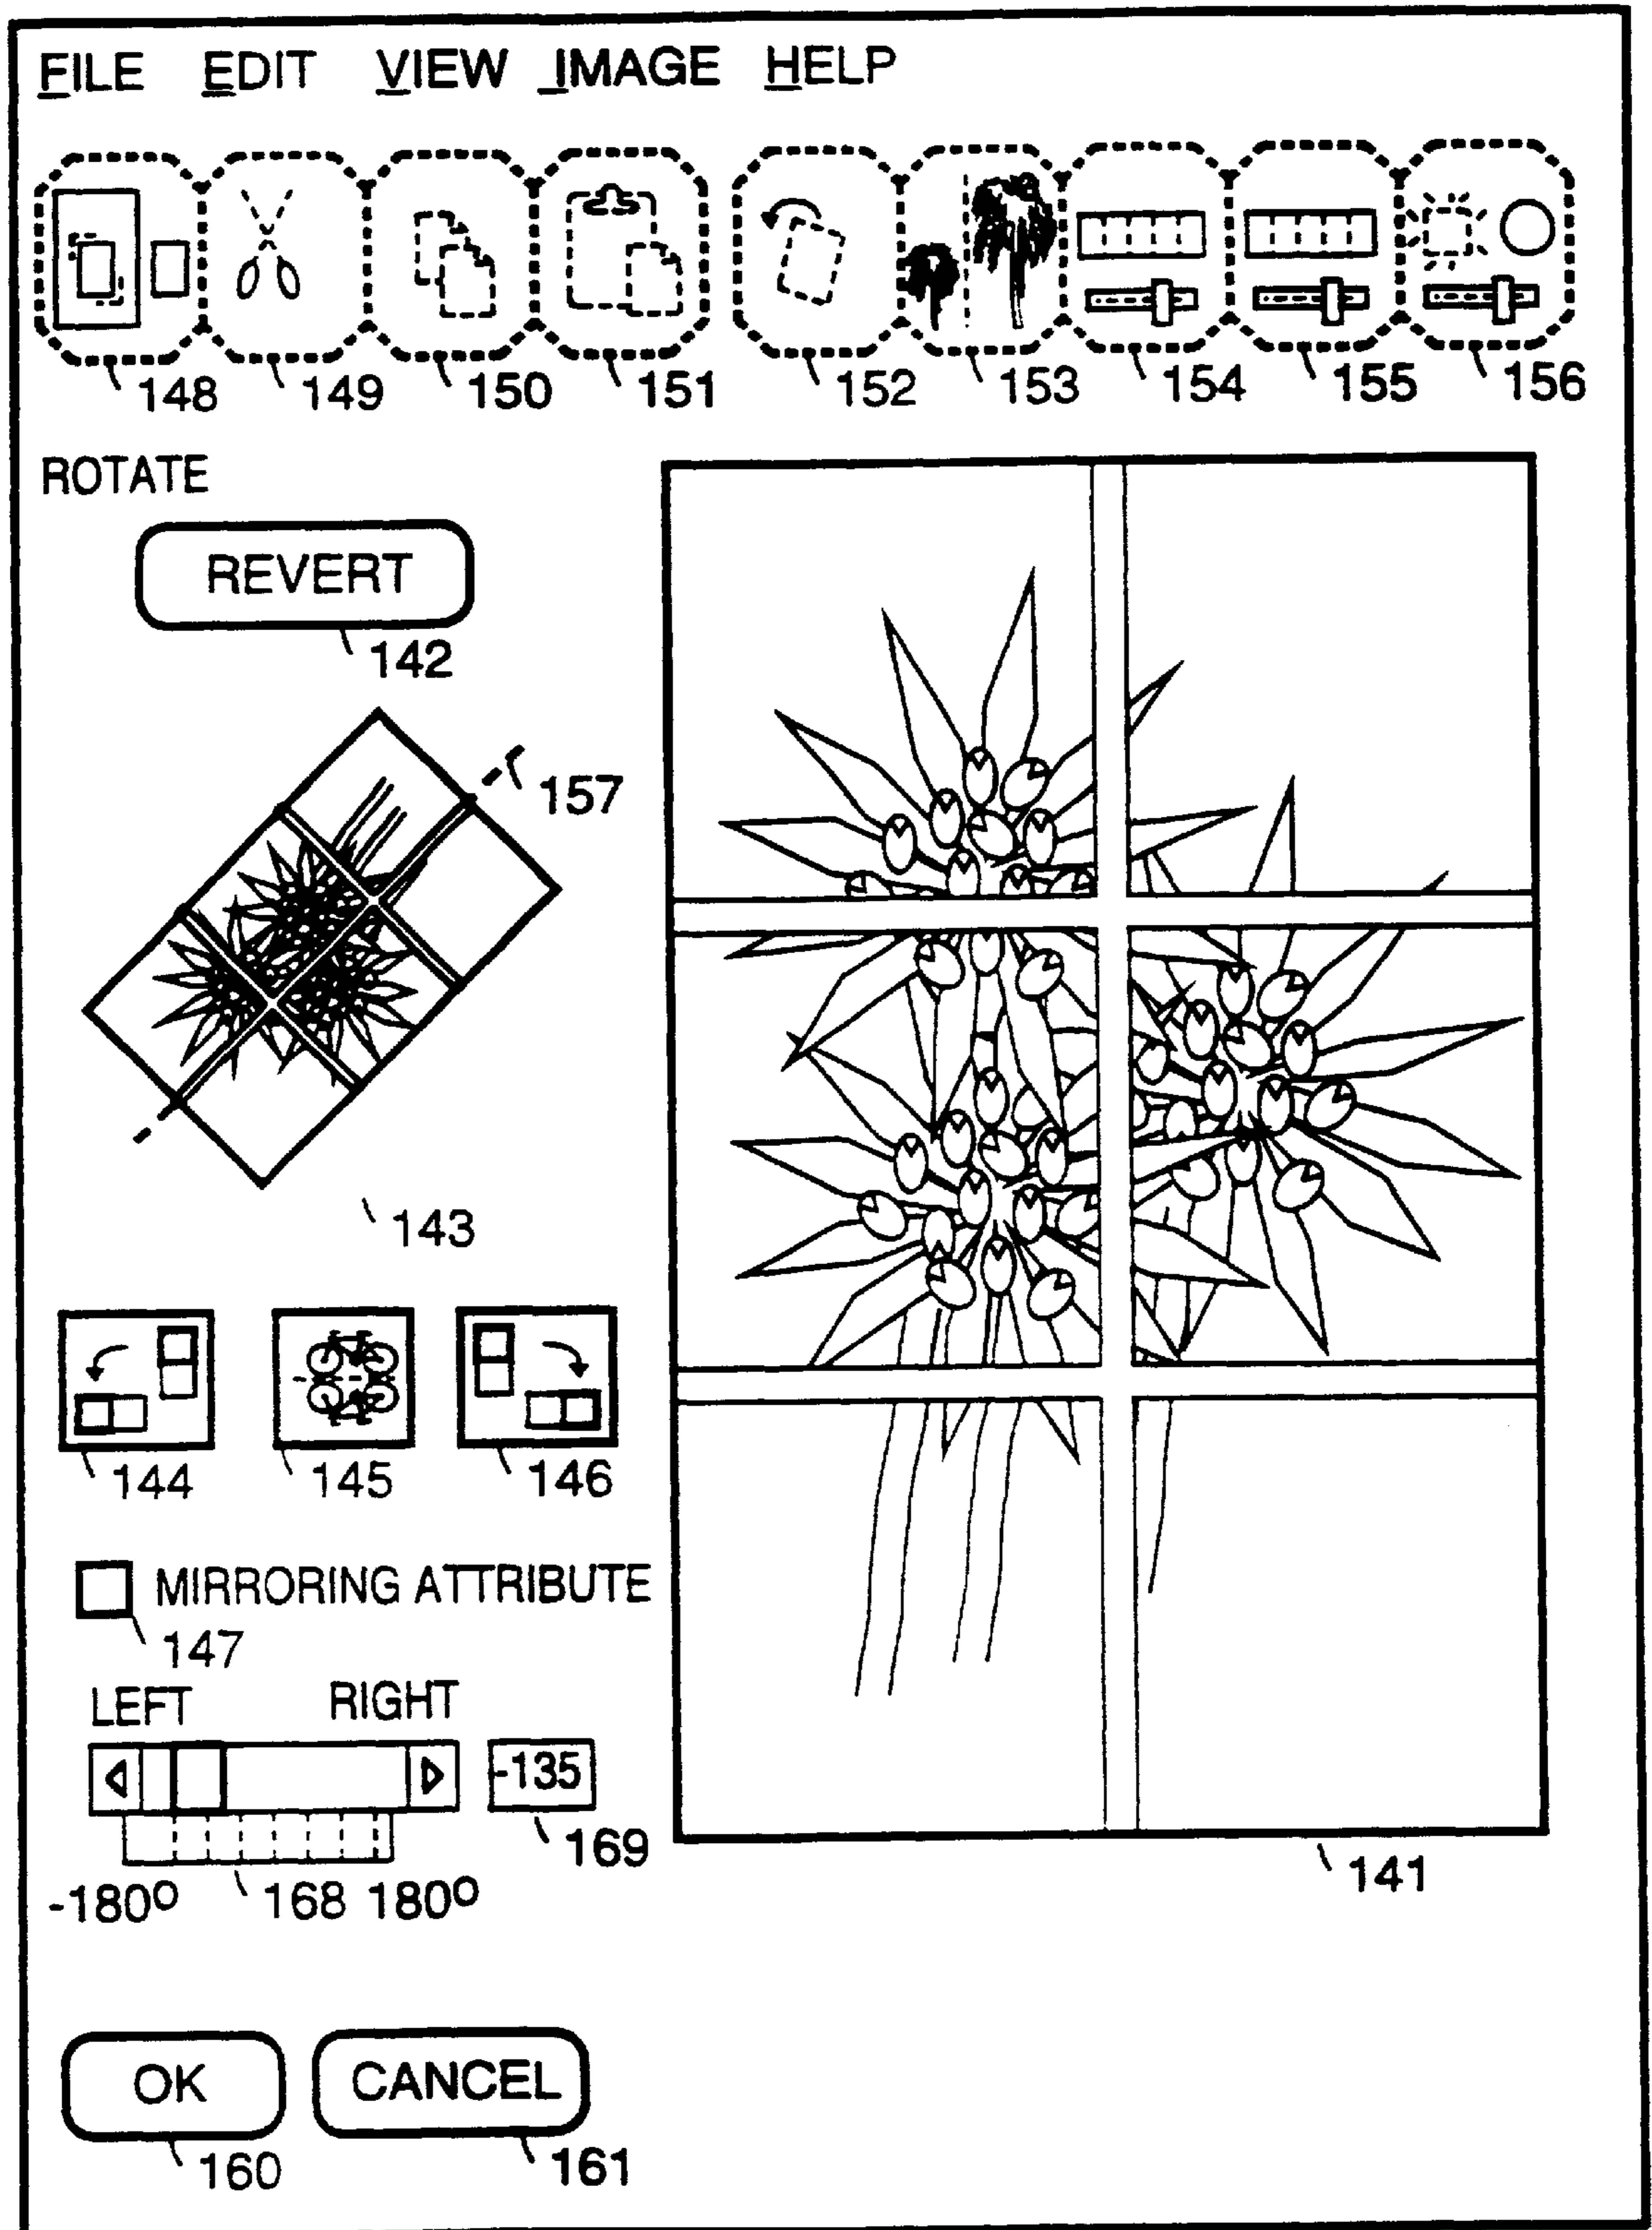 FILE EDIT VIEW IMAGE HELP
148 149 150 151 152 153 154 155 156
ROTATE
REVERT
142
157
143
144 145 146
MIRRORING ATTRIBUTE
147
LEFT RIGHT
-135
169
-180° 168 180°
141
OK CANCEL
160 161